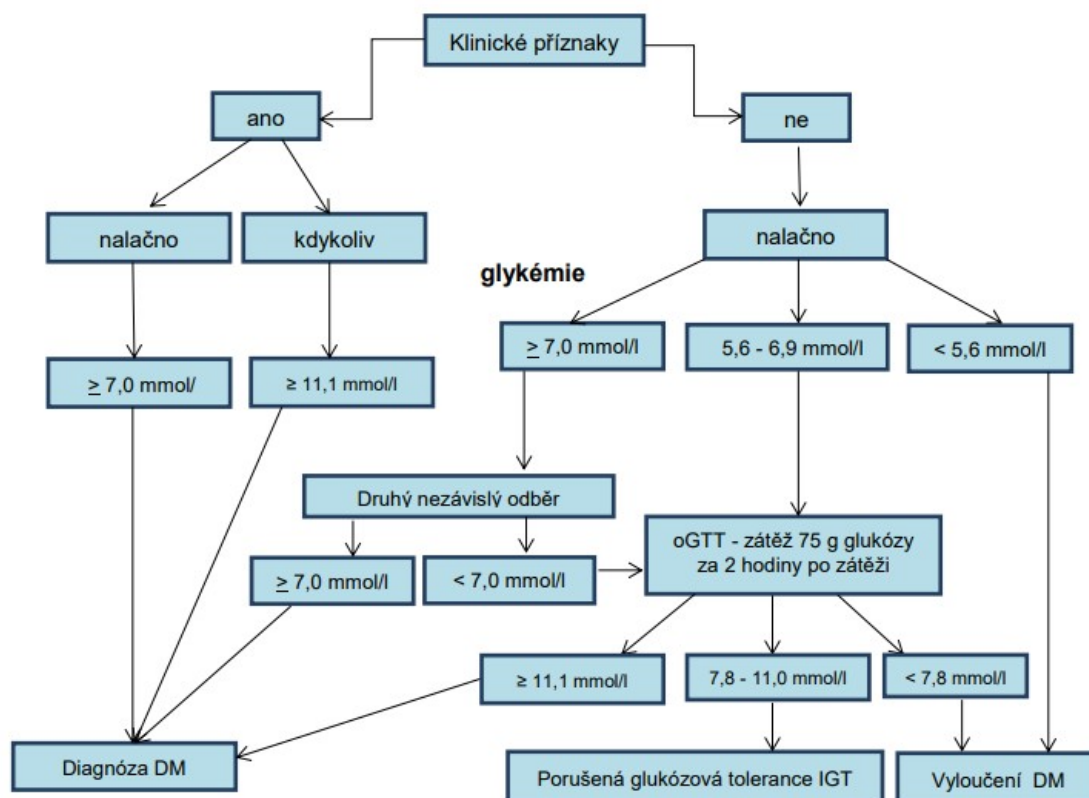 Klinické příznaky
ano
ne
nalačno
kdykoliv
nalačno
glykémie
≥ 7,0 mmol/l
5,6 - 6,9 mmol/l
< 5,6 mmol/l
≥ 7,0 mmol/
≥ 11,1 mmol/l
Druhý nezávislý odběr
oGTT - zátěž 75 g glukózy
za 2 hodiny po zátěži
≥ 7,0 mmol/l
< 7,0 mmol/l
≥ 11,1 mmol/l
7,8 - 11,0 mmol/l
< 7,8 mmol/l
Diagnóza DM
Porušená glukózová tolerance IGT
Vyloučení DM